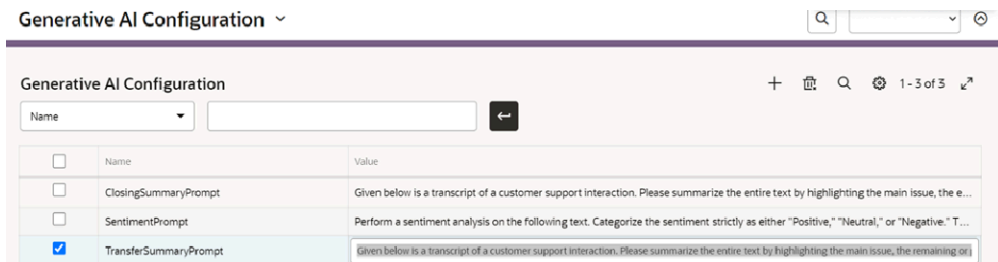 Generative AI Configuration
Generative AI Configuration
1 - 3 of 3
Name
Name Value
ClosingSummaryPrompt Given below is a transcript of a customer support interaction. Please summarize the entire text by highlighting the main issue, the e...
SentimentPrompt Perform a sentiment analysis on the following text. Categorize the sentiment strictly as either "Positive," "Neutral," or "Negative." T...
TransferSummaryPrompt Given below is a transcript of a customer support interaction. Please summarize the entire text by highlighting the main issue, the remaining or